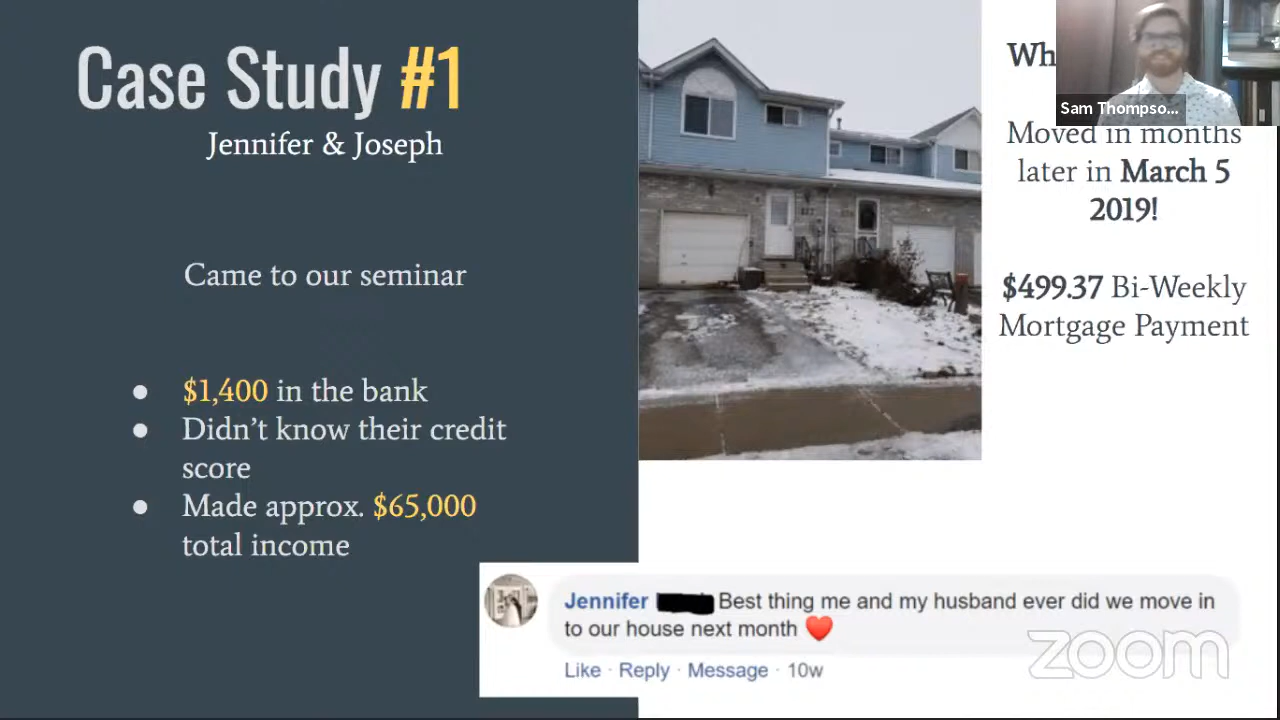 Case Study #1
Jennifer & Joseph
Came to our seminar
● $1,400 in the bank
● Didn't know their credit
score
● Made approx. $65,000
total income
Wh
Sam Thompso...
Moved in months
later in March 5
2019!
$499.37 Bi-Weekly
Mortgage Payment
Jennifer Best thing me and my husband ever did we move in
to our house next month ❤️
Like · Reply · Message · 10w
zoom